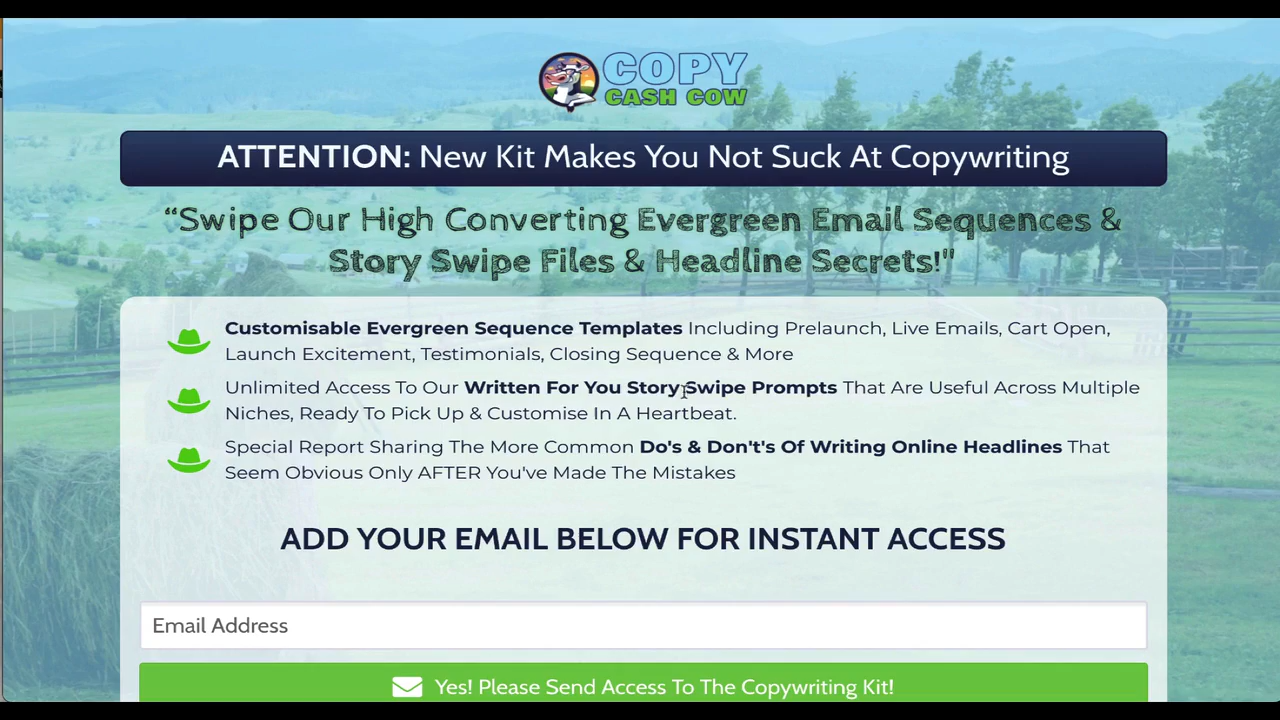 COPY
CASH COW
ATTENTION: New Kit Makes You Not Suck At Copywriting
“Swipe Our High Converting Evergreen Email Sequences &
Story Swipe Files & Headline Secrets!"
Customisable Evergreen Sequence Templates Including Prelaunch, Live Emails, Cart Open,
Launch Excitement, Testimonials, Closing Sequence & More
Unlimited Access To Our Written For You Story Swipe Prompts That Are Useful Across Multiple
Niches, Ready To Pick Up & Customise In A Heartbeat.
Special Report Sharing The More Common Do's & Don't's Of Writing Online Headlines That
Seem Obvious Only AFTER You've Made The Mistakes
ADD YOUR EMAIL BELOW FOR INSTANT ACCESS
Email Address
Yes! Please Send Access To The Copywriting Kit!